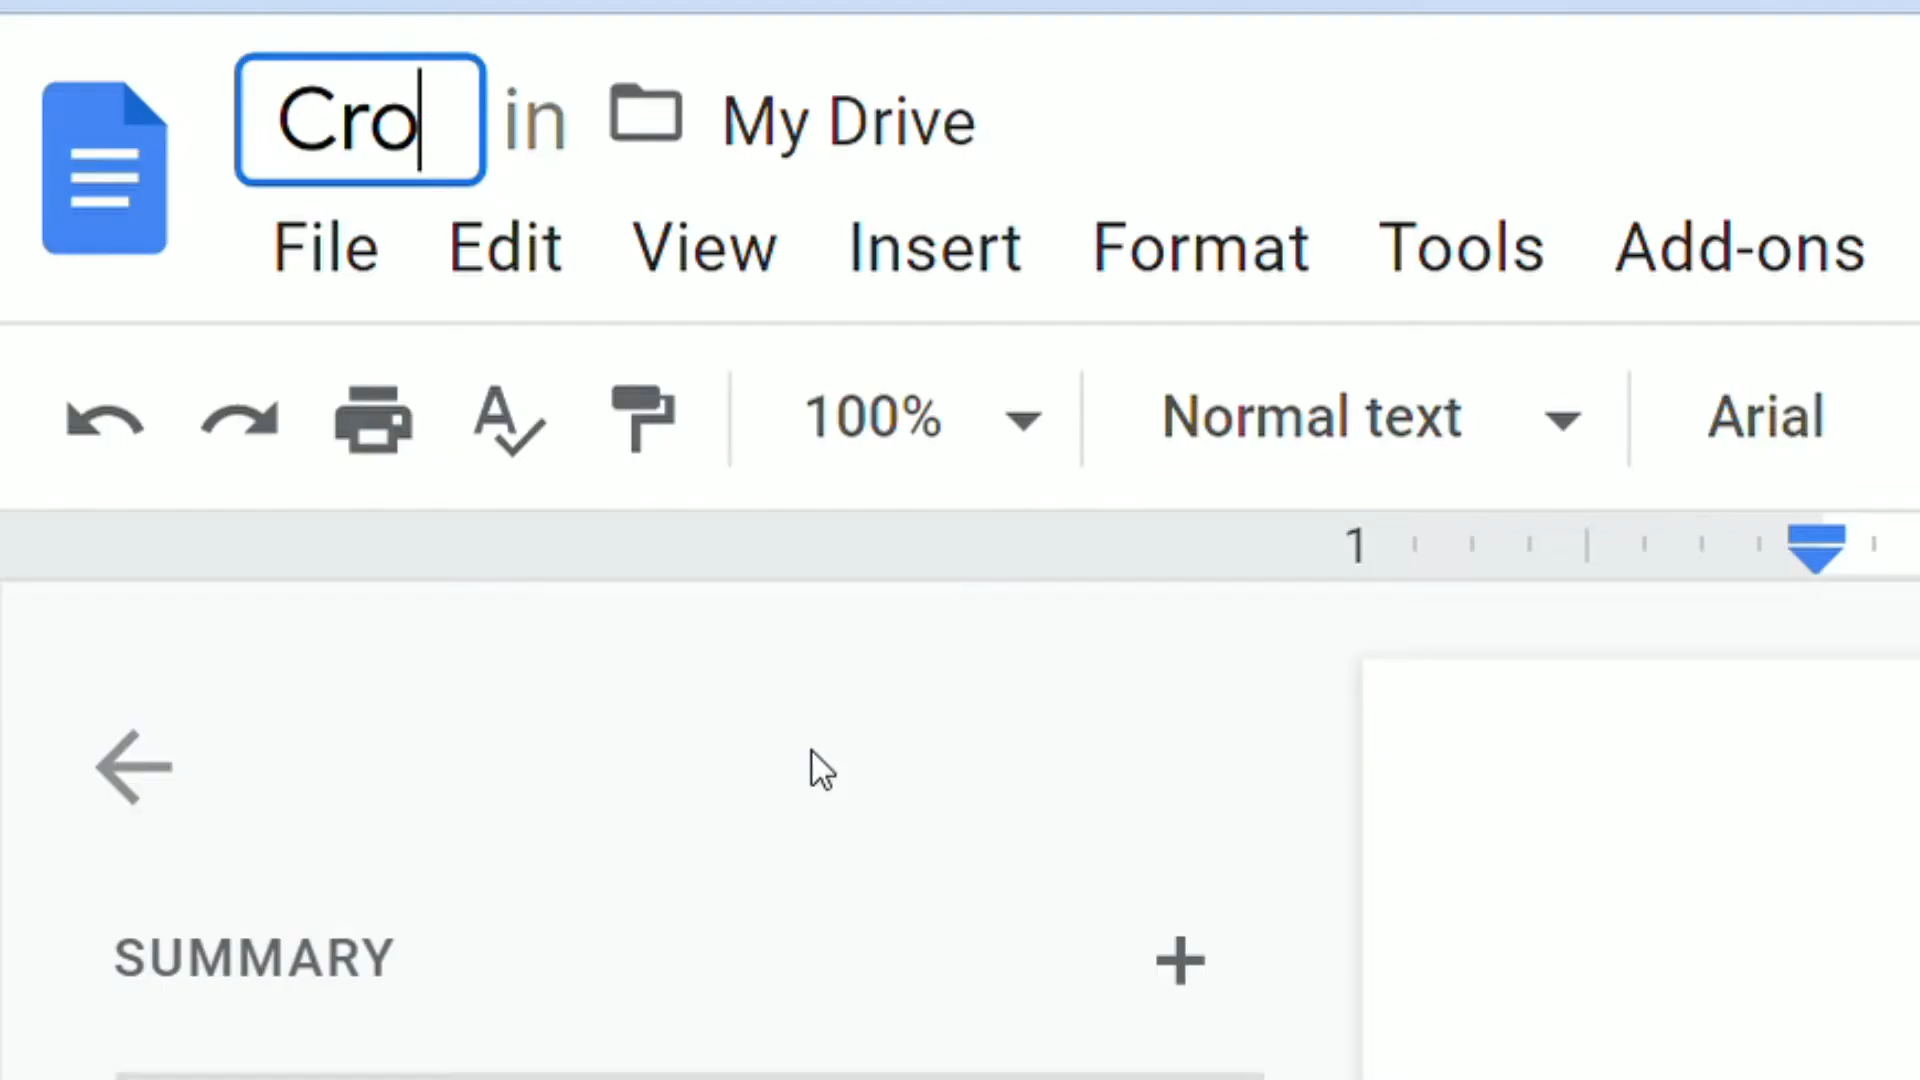 Cro in My Drive
File Edit View Insert Format Tools Add-ons
100% Normal text Arial
1
SUMMARY